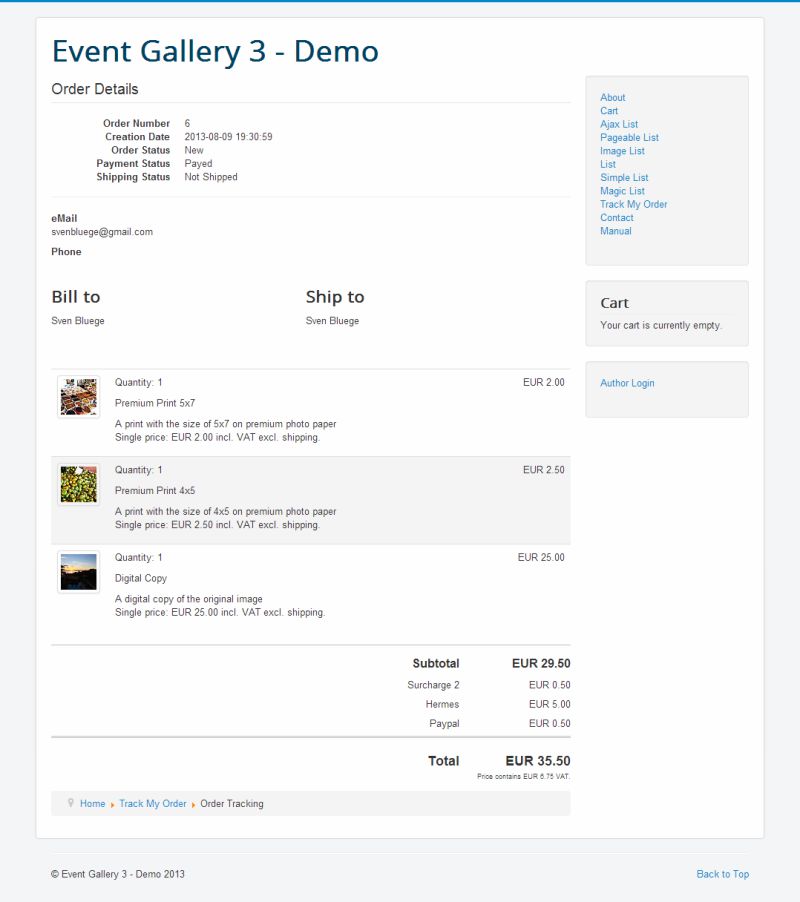 Event Gallery 3 - Demo
Order Details
Order Number 6
Creation Date 2013-08-09 19:30:59
Order Status New
Payment Status Payed
Shipping Status Not Shipped
eMail
svenbluege@gmail.com
Phone
Bill to
Sven Bluege
Ship to
Sven Bluege
Quantity: 1 EUR 2.00
Premium Print 5x7
A print with the size of 5x7 on premium photo paper
Single price: EUR 2.00 incl. VAT excl. shipping.
Quantity: 1 EUR 2.50
Premium Print 4x5
A print with the size of 4x5 on premium photo paper
Single price: EUR 2.50 incl. VAT excl. shipping.
Quantity: 1 EUR 25.00
Digital Copy
A digital copy of the original image
Single price: EUR 25.00 incl. VAT excl. shipping.
Subtotal EUR 29.50
Surcharge 2 EUR 0.50
Hermes EUR 5.00
Paypal EUR 0.50
Total EUR 35.50
Price contains EUR 6.75 VAT.
Home Track My Order Order Tracking
About
Cart
Ajax List
Pageable List
Image List
List
Simple List
Magic List
Track My Order
Contact
Manual
Cart
Your cart is currently empty.
Author Login
© Event Gallery 3 - Demo 2013
Back to Top